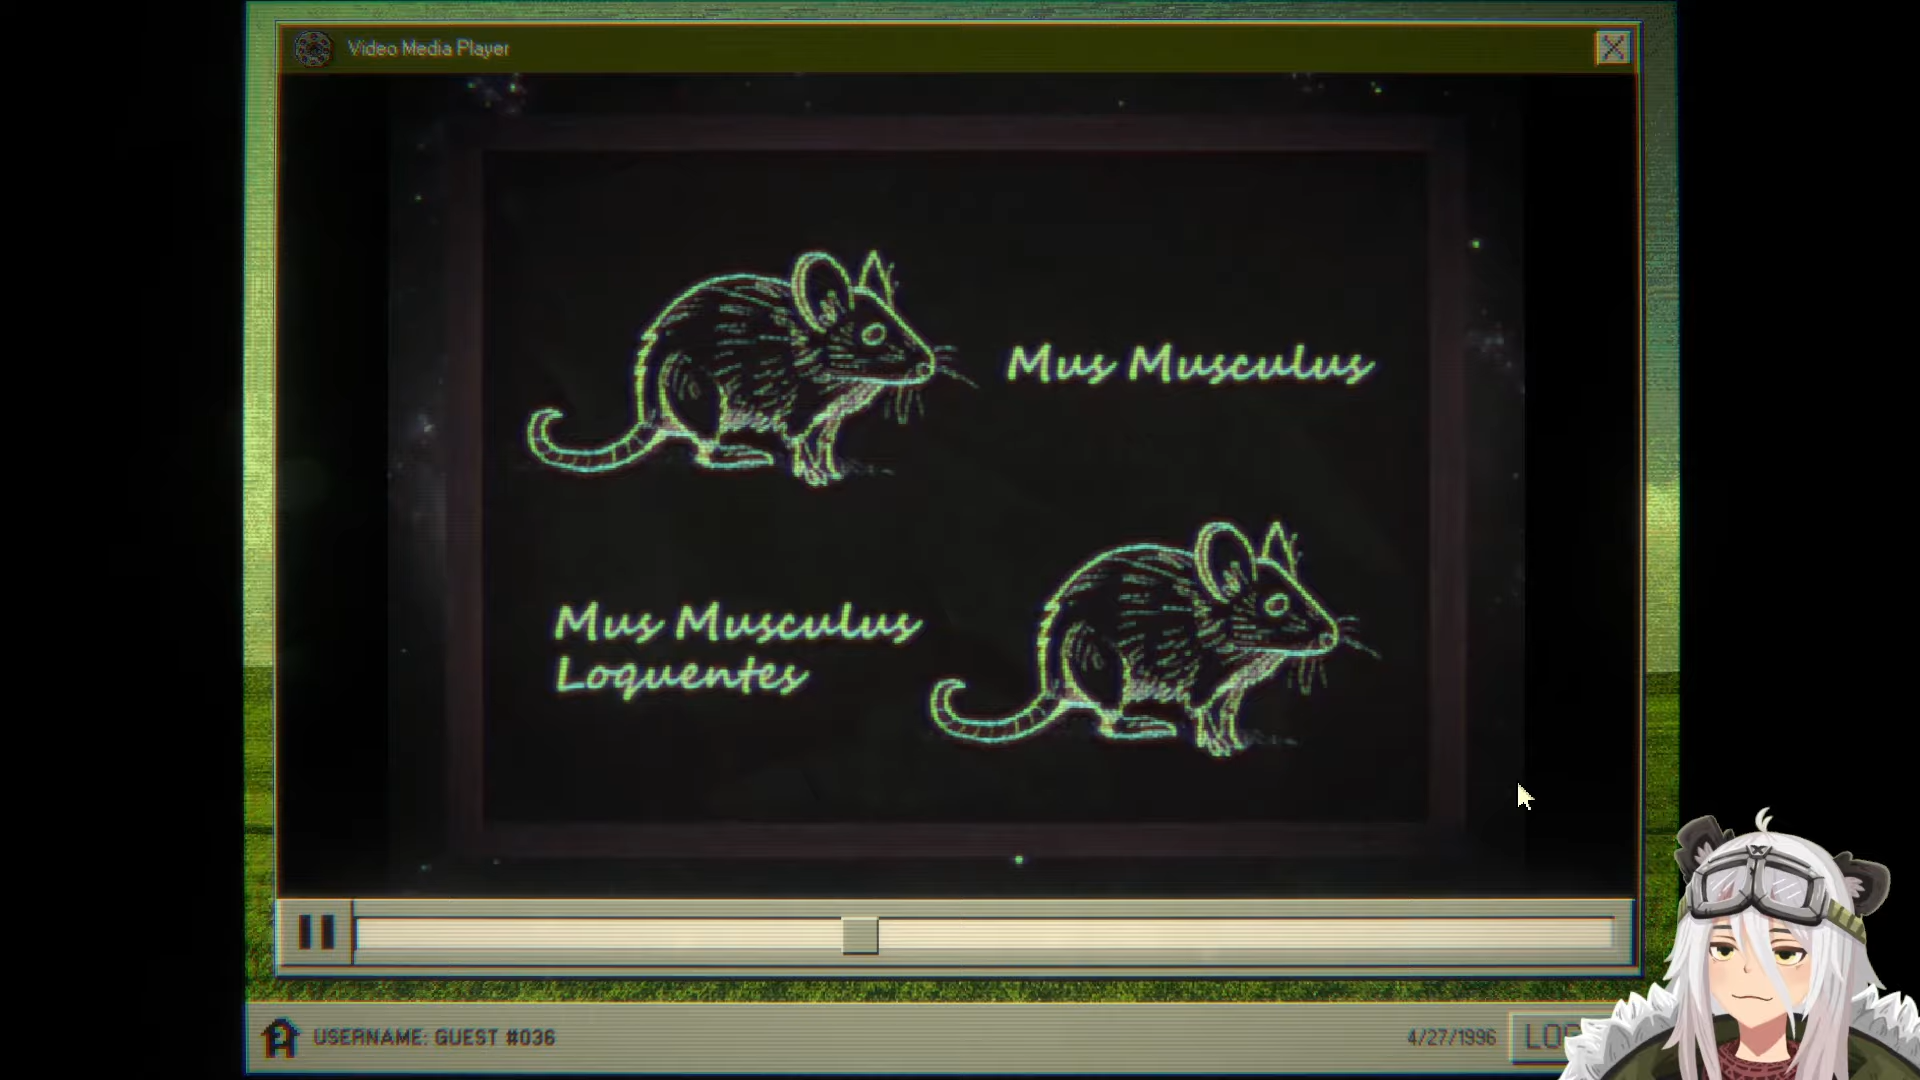 Video Media Player
Mus Musculus
Mus Musculus
Loquentes
USERNAME: GUEST #036
4/27/1996